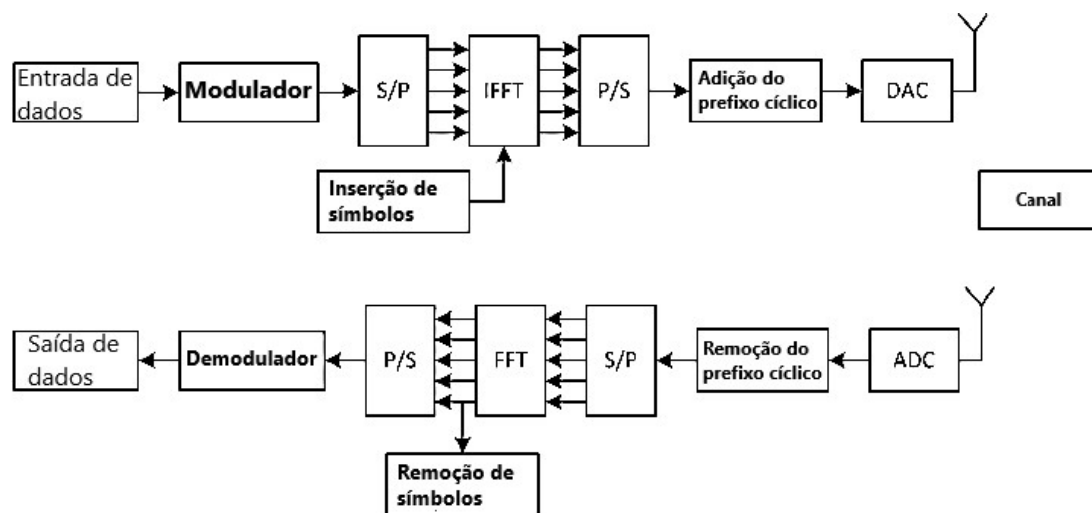 Entrada de
dados
Modulador
S/P
IFFT
P/S
Adição do
prefixo cíclico
DAC
Inserção de
símbolos
Canal
Saída de
dados
Demodulador
P/S
FFT
S/P
Remoção do
prefixo cíclico
ADC
Remoção de
símbolos